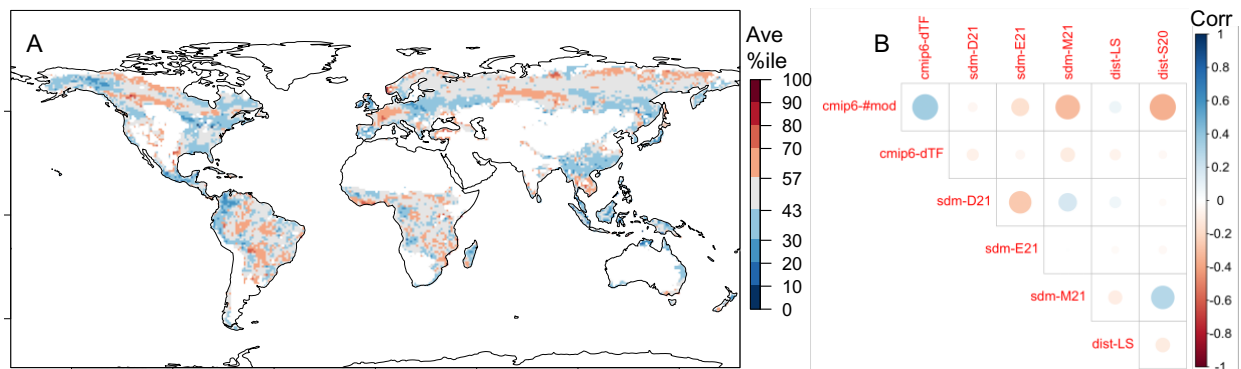 A
Ave
%ile
100
90
80
70
57
43
30
20
10
0
B
Corr
cmip6-dTF
sdm-D21
sdm-E21
sdm-M21
dist-LS
dist-S20
cmip6-#mod
cmip6-dTF
sdm-D21
sdm-E21
sdm-M21
dist-LS
1
0.8
0.6
0.4
0.2
0
-0.2
-0.4
-0.6
-0.8
-1